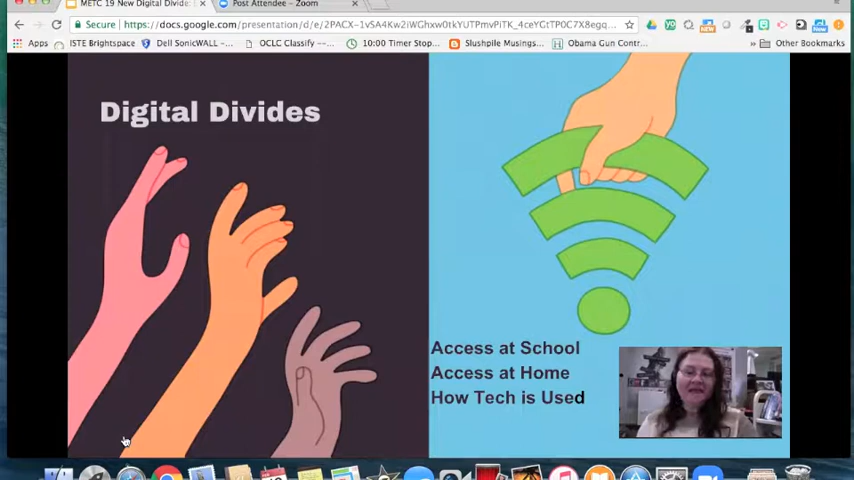 METC 19 New Digital Divide:
Post Attendee – Zoom
Secure
https://docs.google.com/presentation/d/e/2PACX-1vSA4Kw2iWGhxw0tkYUTPmvPiTK_4ceYGtTP0C7X8egq...
Apps
ISTE Brightspace
Dell SonicWALL...
OCLC Classify --...
10:00 Timer Stop...
Slushpile Musings...
Obama Gun Contr...
Other Bookmarks
Digital Divides
Access at School
Access at Home
How Tech is Used